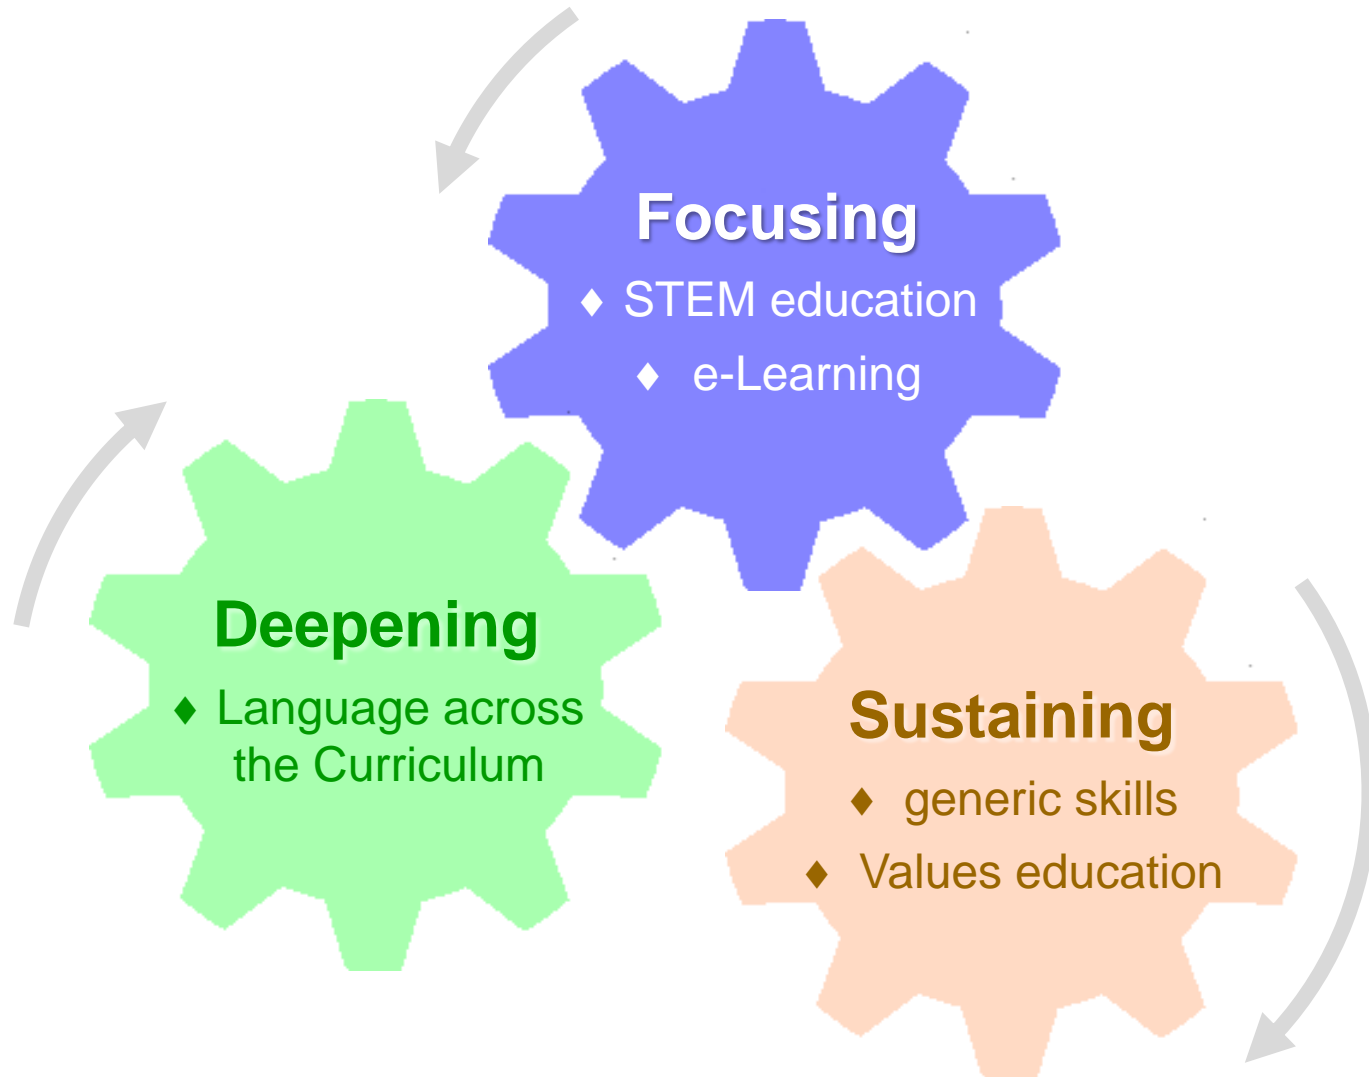 Focusing
♦ STEM education
♦ e-Learning
Deepening
♦ Language across
the Curriculum
Sustaining
♦ generic skills
♦ Values education